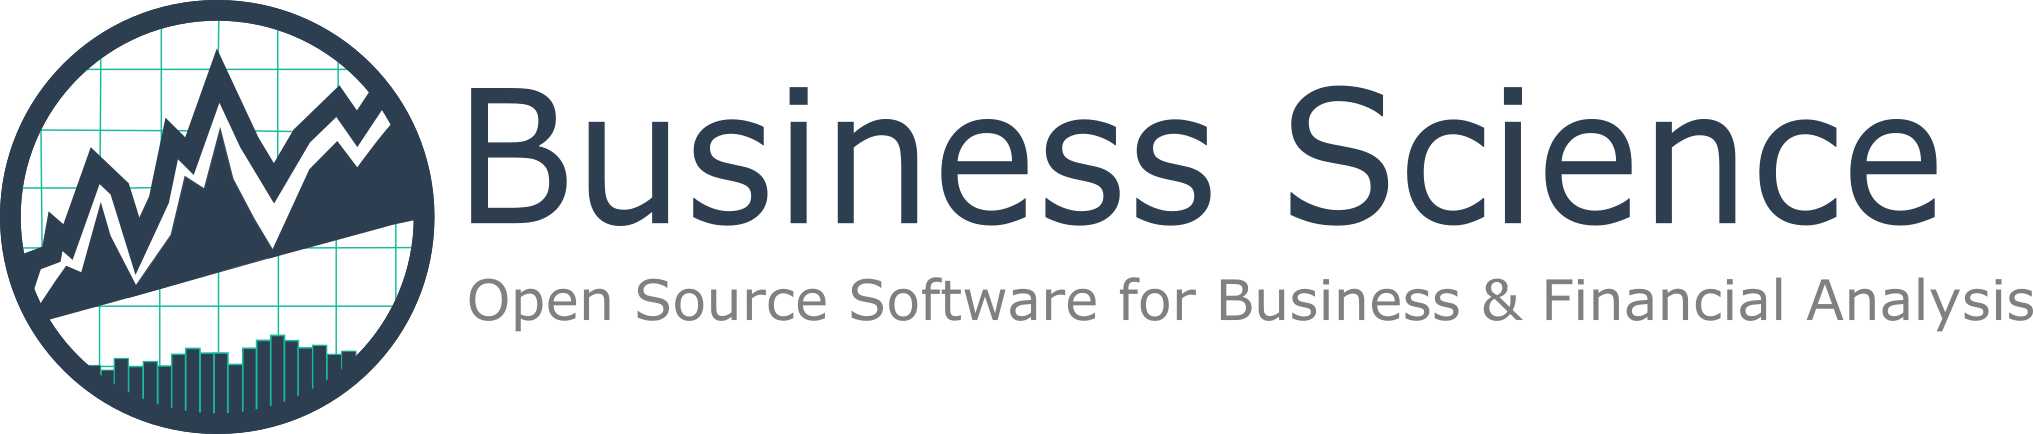 Business Science
Open Source Software for Business & Financial Analysis